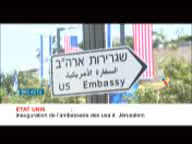 שגרירות ארה"ב
السفارة الأمريكية
US Embassy
ETAT UNIS
inauguration de l'ambassade des usa à Jérusalem